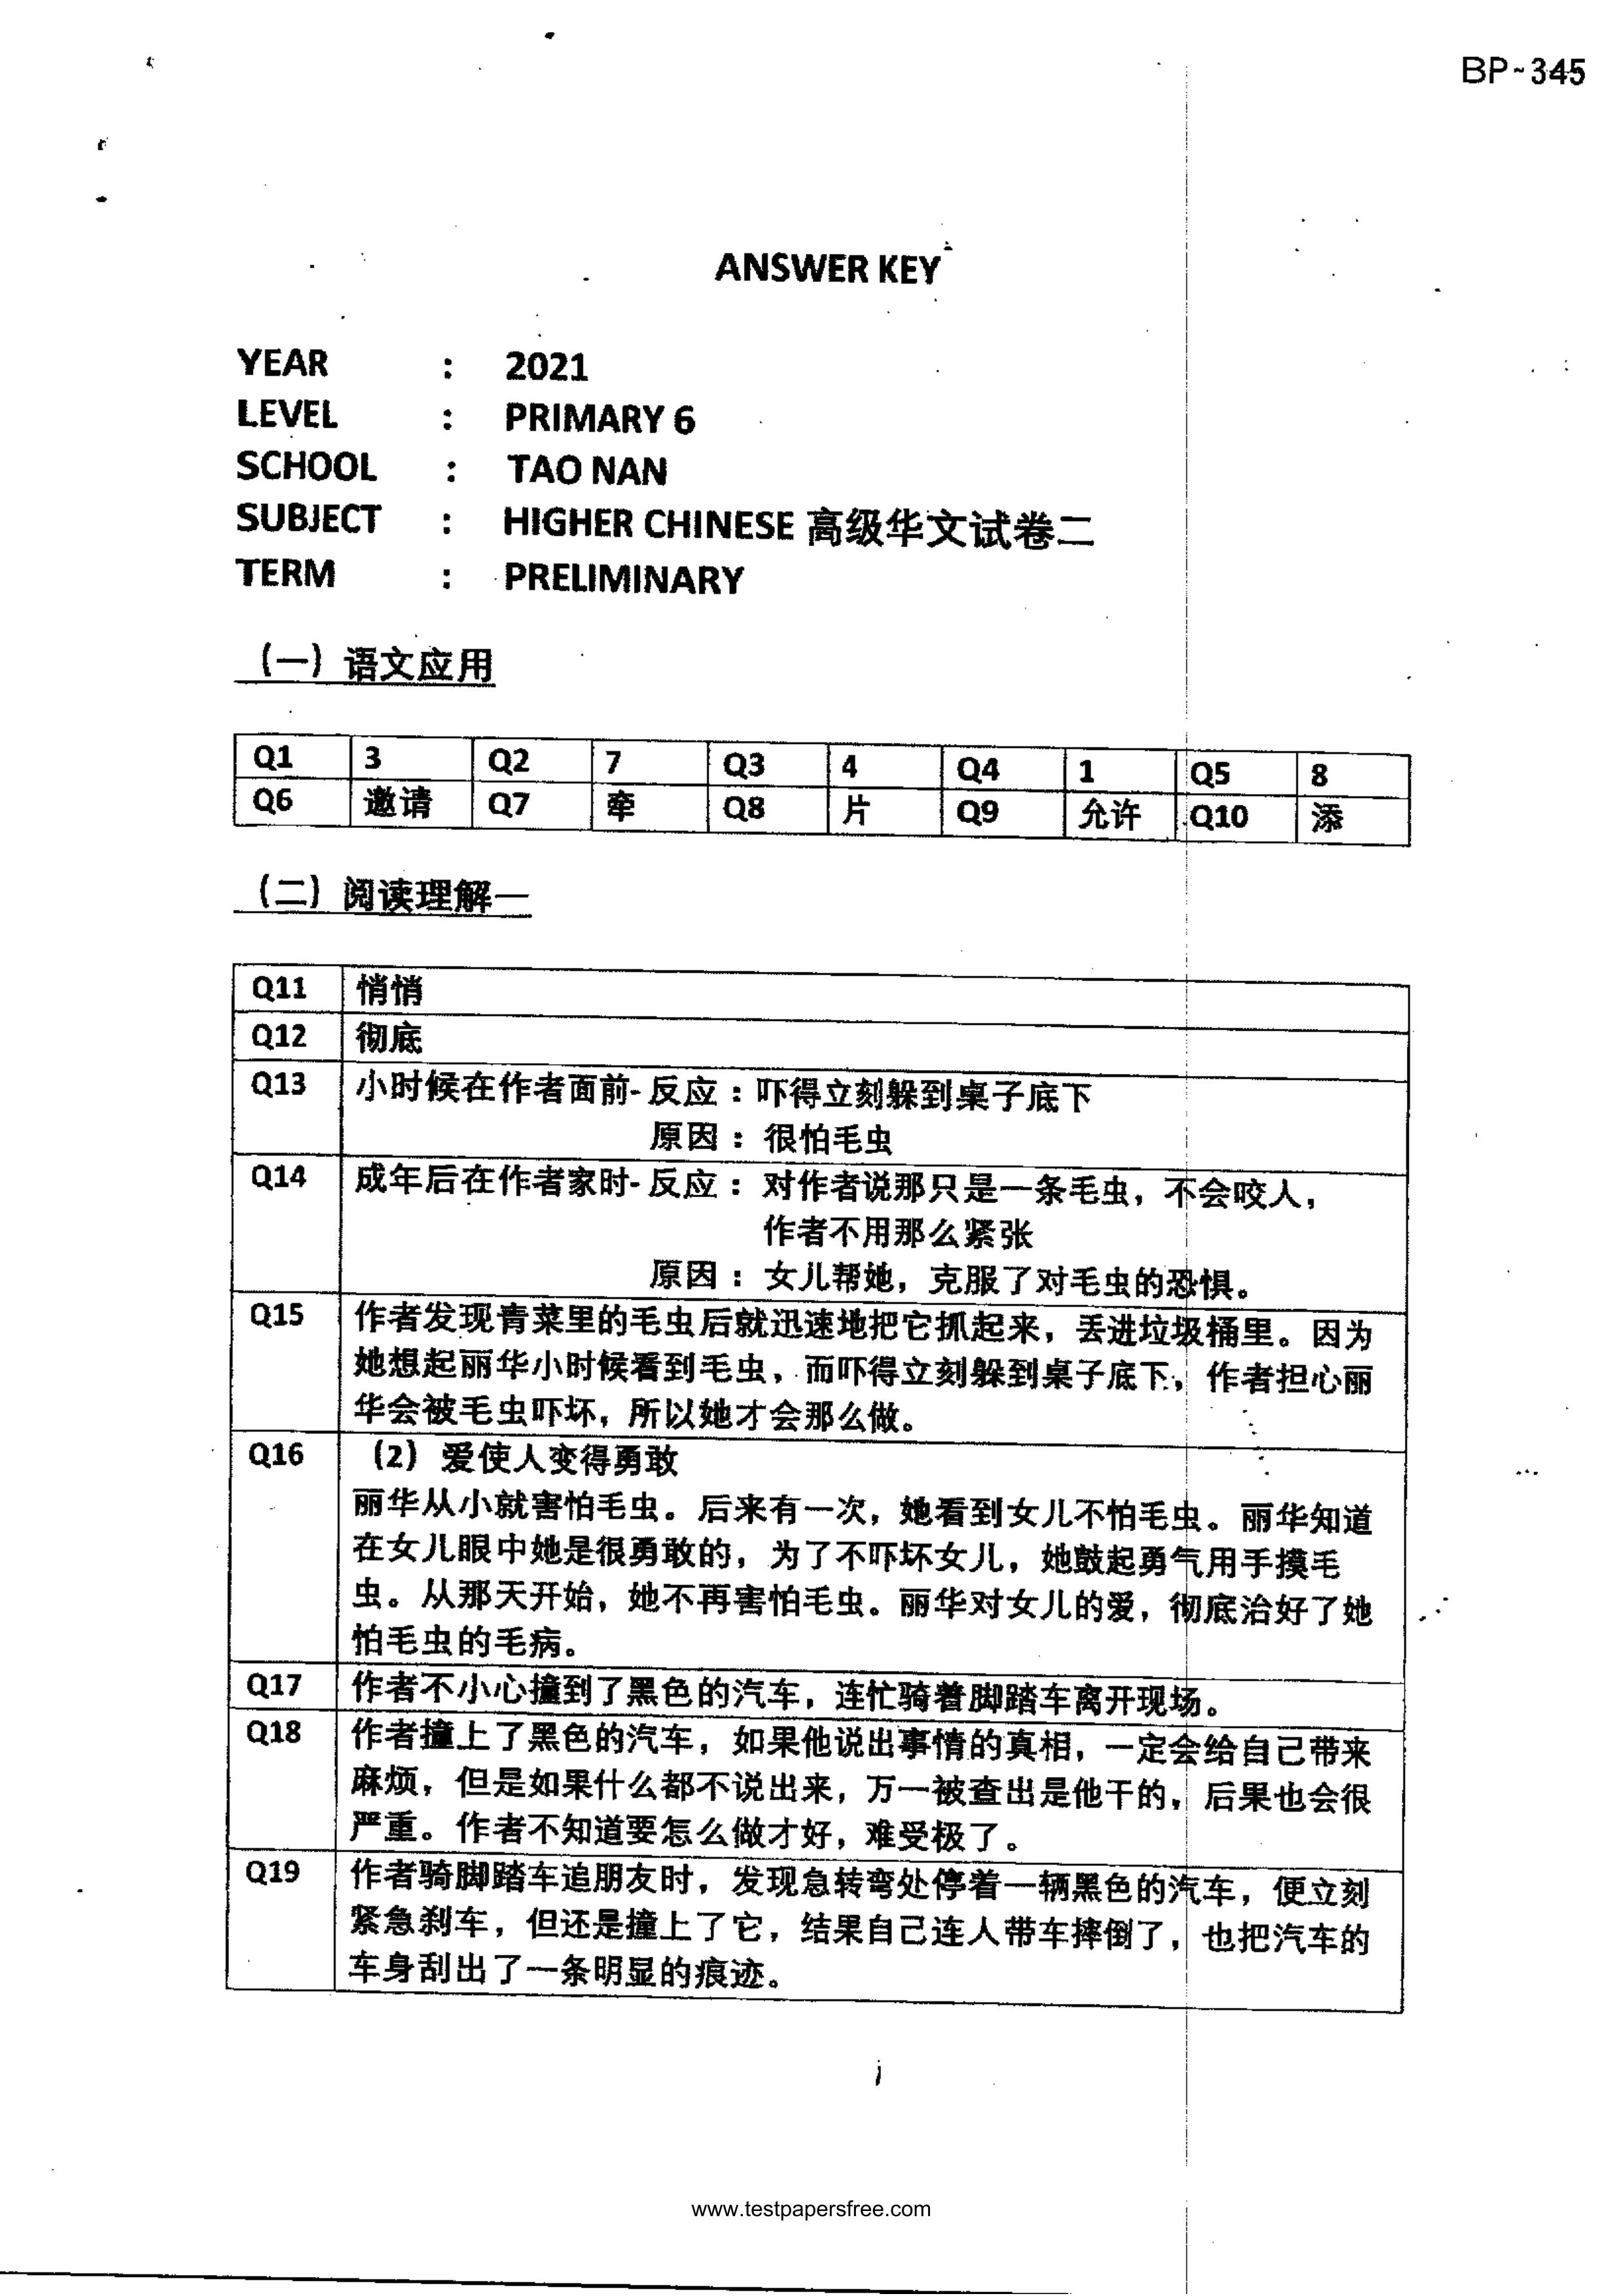 BP-345
ANSWER KEY
YEAR : 2021
LEVEL : PRIMARY 6
SCHOOL : TAO NAN
SUBJECT : HIGHER CHINESE 高级华文试卷二
TERM : PRELIMINARY
(一) 语文应用
Q1 3 Q2 7 Q3 4 Q4 1 Q5 8
Q6 邀请 Q7 牵 Q8 片 Q9 允许 Q10 添
(二) 阅读理解一
Q11 悄悄
Q12 彻底
Q13 小时候在作者面前- 反应：吓得立刻躲到桌子底下
原因：很怕毛虫
Q14 成年后在作者家时- 反应：对作者说那只是一条毛虫，不会咬人，
作者不用那么紧张
原因：女儿帮她，克服了对毛虫的恐惧。
Q15 作者发现青菜里的毛虫后就迅速地把它抓起来，丢进垃圾桶里。因为
她想起丽华小时候看到毛虫，而吓得立刻躲到桌子底下，作者担心丽
华会被毛虫吓坏，所以她才会那么做。
Q16 (2) 爱使人变得勇敢
丽华从小就害怕毛虫。后来有一次，她看到女儿不怕毛虫。丽华知道
在女儿眼中她是很勇敢的，为了不吓坏女儿，她鼓起勇气用手摸毛
虫。从那天开始，她不再害怕毛虫。丽华对女儿的爱，彻底治好了她
怕毛虫的毛病。
Q17 作者不小心撞到了黑色的汽车，连忙骑着脚踏车离开现场。
Q18 作者撞上了黑色的汽车，如果他说出事情的真相，一定会给自己带来
麻烦，但是如果什么都不说出来，万一被查出是他干的，后果也会很
严重。作者不知道要怎么做才好，难受极了。
Q19 作者骑脚踏车追朋友时，发现急转弯处停着一辆黑色的汽车，便立刻
紧急刹车，但还是撞上了它，结果自己连人带车摔倒了，也把汽车的
车身刮出了一条明显的痕迹。
i
www.testpapersfree.com